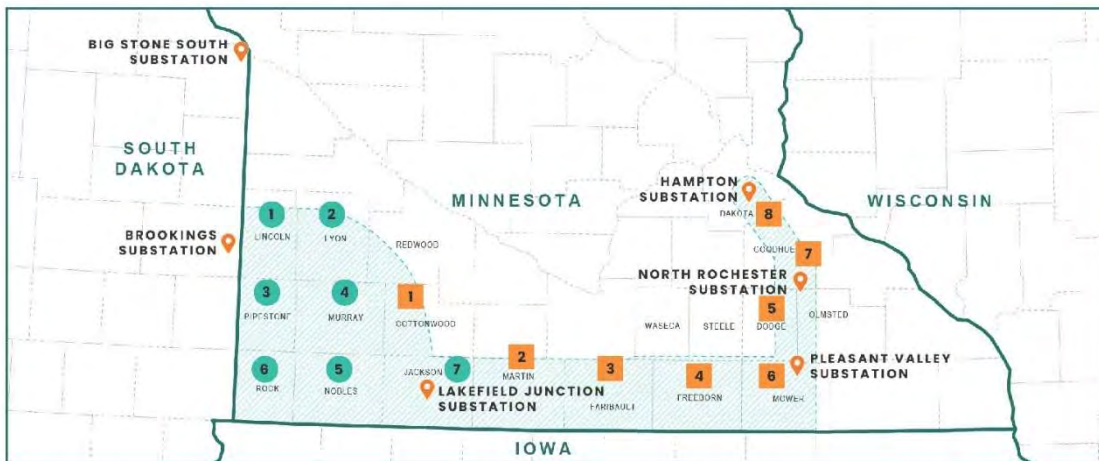 BIG STONE SOUTH
SUBSTATION
SOUTH
DAKOTA
MINNESOTA
HAMPTON
SUBSTATION
WISCONSIN
1
LINCOLN
2
LYON
DAKOTA
8
BROOKINGS
SUBSTATION
REDWOOD
GOODHUE
7
NORTH ROCHESTER
SUBSTATION
3
PIPESTONE
4
MURRAY
1
COTTONWOOD
WASECA
STEELE
5
DODGE
OLMSTED
6
ROCK
5
NOBLES
JACKSON
7
LAKEFIELD JUNCTION
SUBSTATION
2
MARTIN
3
FARIBAULT
4
FREEBORN
6
MOWER
PLEASANT VALLEY
SUBSTATION
IOWA